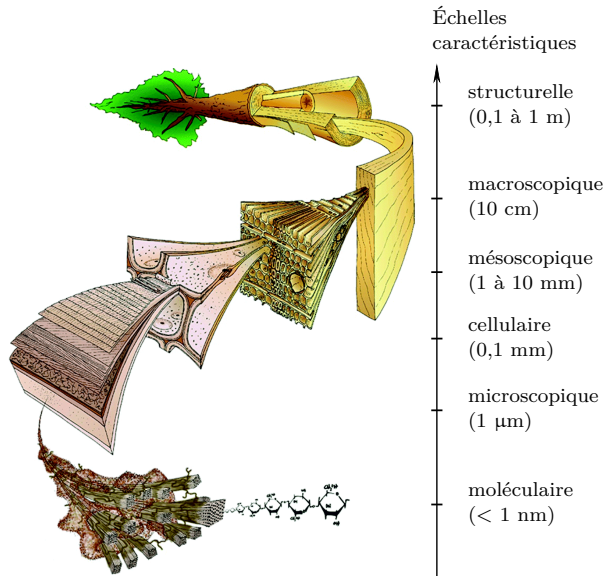 Échelles
caractéristiques
structurelle
(0,1 à 1 m)
macroscopique
(10 cm)
mésoscopique
(1 à 10 mm)
cellulaire
(0,1 mm)
microscopique
(1 µm)
moléculaire
(< 1 nm)